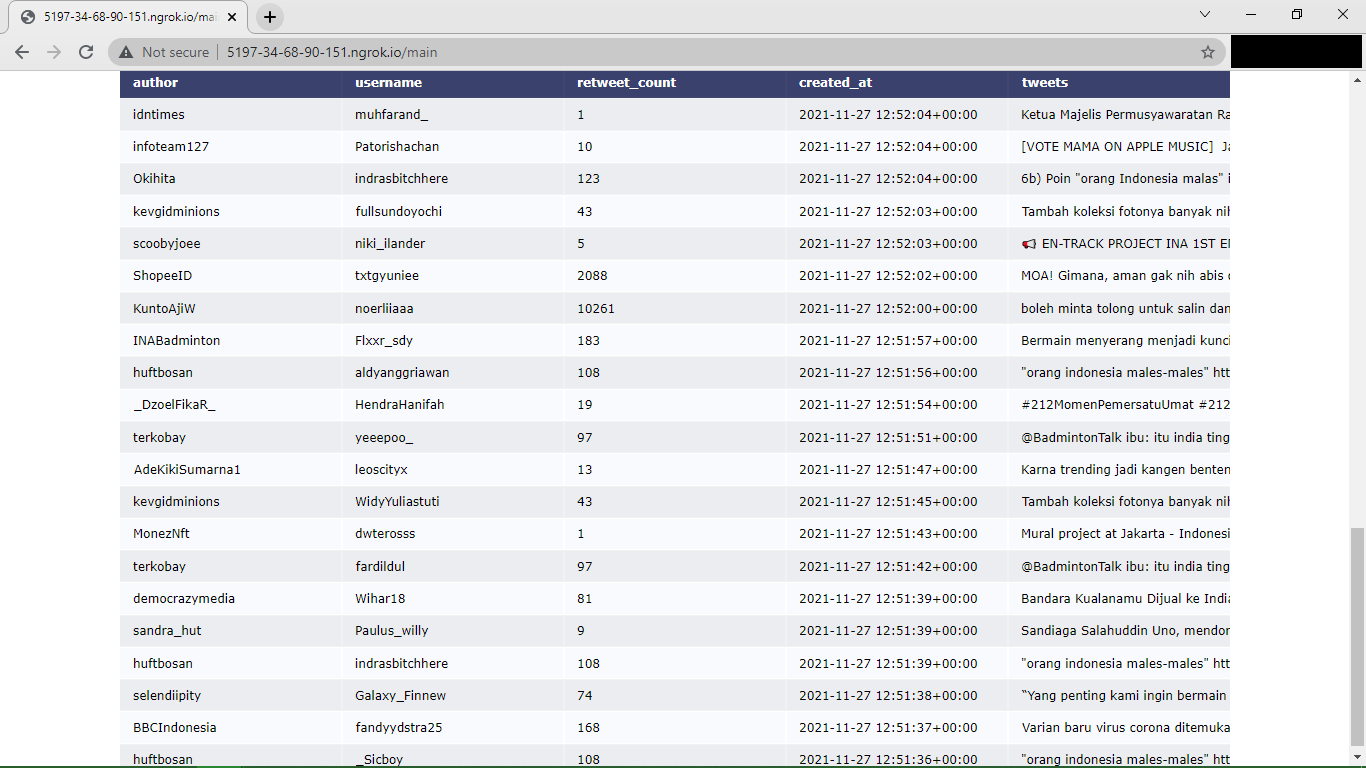 5197-34-68-90-151.ngrok.io/mai
Not secure 5197-34-68-90-151.ngrok.io/main
author username retweet_count created_at tweets
idntimes muhfarand_ 1 2021-11-27 12:52:04+00:00 Ketua Majelis Permusyawaratan Ra
infoteam127 Patorishachan 10 2021-11-27 12:52:04+00:00 [VOTE MAMA ON APPLE MUSIC] Ja
Okihita indrasbitchhere 123 2021-11-27 12:52:04+00:00 6b) Poin "orang Indonesia malas" i
kevgidminions fullsundoyochi 43 2021-11-27 12:52:03+00:00 Tambah koleksi fotonya banyak nih
scoobyjoee niki_ilander 5 2021-11-27 12:52:03+00:00 📢 EN-TRACK PROJECT INA 1ST EN
ShopeeID txtgyuniee 2088 2021-11-27 12:52:02+00:00 MOA! Gimana, aman gak nih abis
KuntoAjiW noerliiaaa 10261 2021-11-27 12:52:00+00:00 boleh minta tolong untuk salin dan
INABadminton Flxxr_sdy 183 2021-11-27 12:51:57+00:00 Bermain menyerang menjadi kunci
huftbosan aldyanggriawan 108 2021-11-27 12:51:56+00:00 "orang indonesia males-males" htt
_DzoelFikaR_ HendraHanifah 19 2021-11-27 12:51:54+00:00 #212MomenPemersatuUmat #212
terkobay yeeepoo_ 97 2021-11-27 12:51:51+00:00 @BadmintonTalk ibu: itu india ting
AdeKikiSumarna1 leoscityx 13 2021-11-27 12:51:47+00:00 Karna trending jadi kangen benten
kevgidminions WidyYuliastuti 43 2021-11-27 12:51:45+00:00 Tambah koleksi fotonya banyak nih
MonezNft dwterosss 1 2021-11-27 12:51:43+00:00 Mural project at Jakarta - Indonesi
terkobay fardildul 97 2021-11-27 12:51:42+00:00 @BadmintonTalk ibu: itu india ting
democrazymedia Wihar18 81 2021-11-27 12:51:39+00:00 Bandara Kualanamu Dijual ke India
sandra_hut Paulus_willy 9 2021-11-27 12:51:39+00:00 Sandiaga Salahuddin Uno, mendor
huftbosan indrasbitchhere 108 2021-11-27 12:51:39+00:00 "orang indonesia males-males" htt
selendiipity Galaxy_Finnew 74 2021-11-27 12:51:38+00:00 “Yang penting kami ingin bermain
BBCIndonesia fandyydstra25 168 2021-11-27 12:51:37+00:00 Varian baru virus corona ditemuka
huftbosan _Sicboy 108 2021-11-27 12:51:36+00:00 "orang indonesia males-males" htt